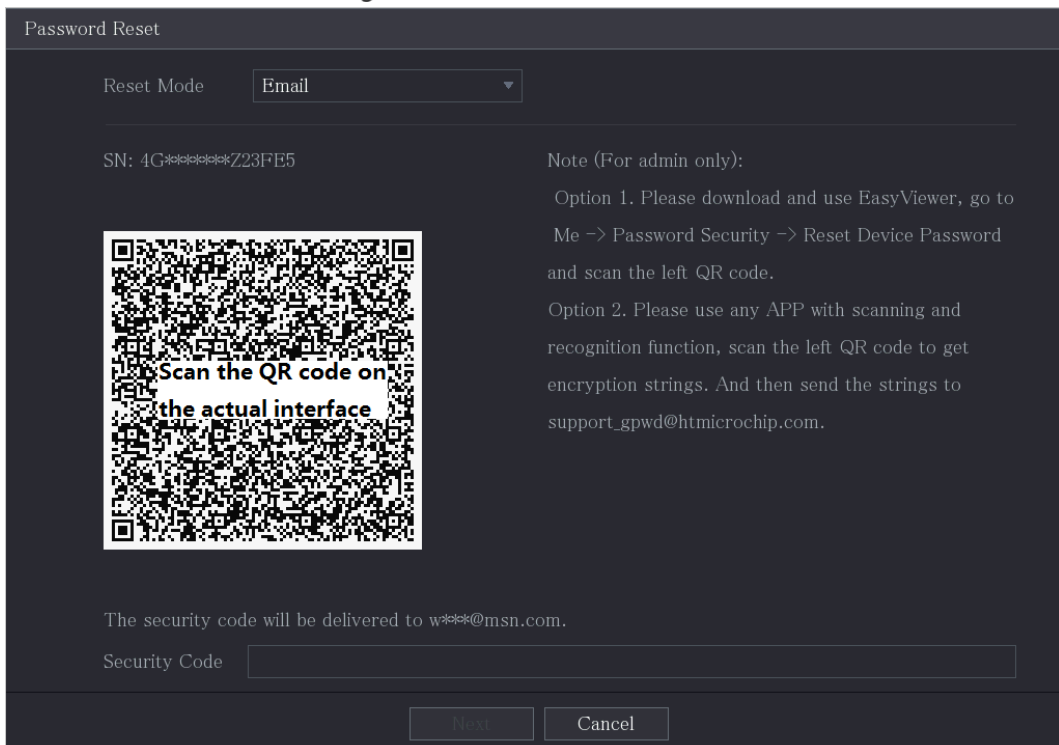 Password Reset
Reset Mode Email
SN: 4G*******Z23FE5
Note (For admin only):
Option 1. Please download and use EasyViewer, go to
Me -> Password Security -> Reset Device Password
and scan the left QR code.
Option 2. Please use any APP with scanning and
recognition function, scan the left QR code to get
encryption strings. And then send the strings to
support_gpwd@htmicrochip.com.
Scan the QR code on
the actual interface
The security code will be delivered to w***@msn.com.
Security Code
Next Cancel